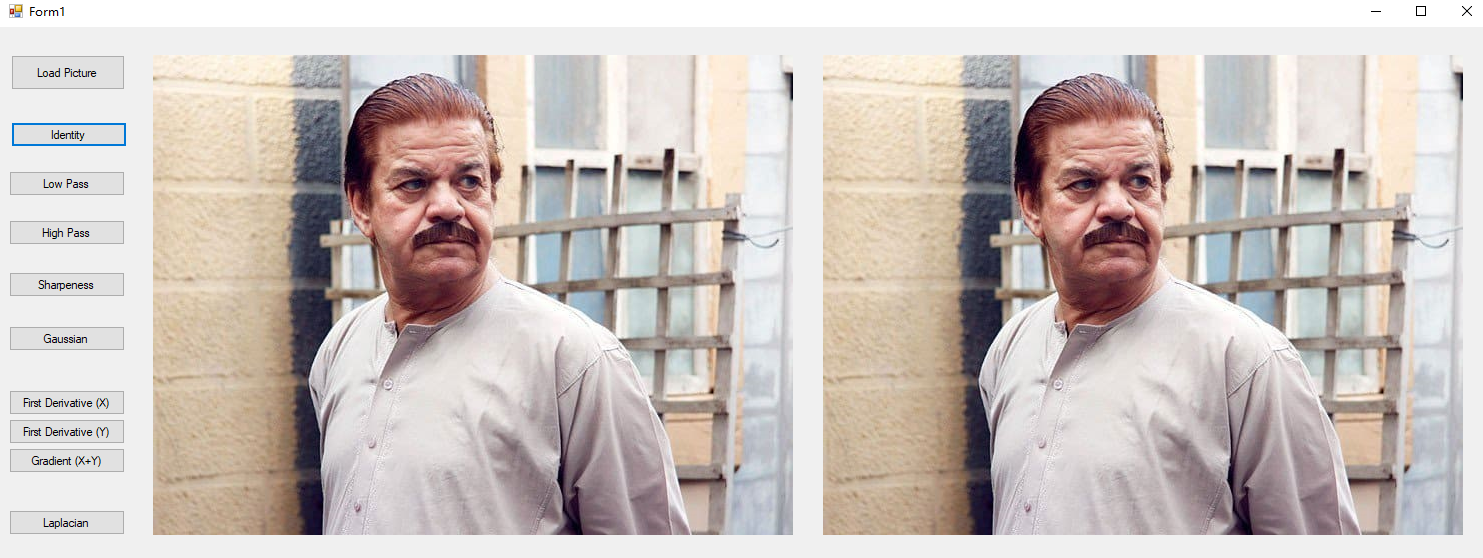 Form1
Load Picture
Identity
Low Pass
High Pass
Sharpeness
Gaussian
First Derivative (X)
First Derivative (Y)
Gradient (X+Y)
Laplacian